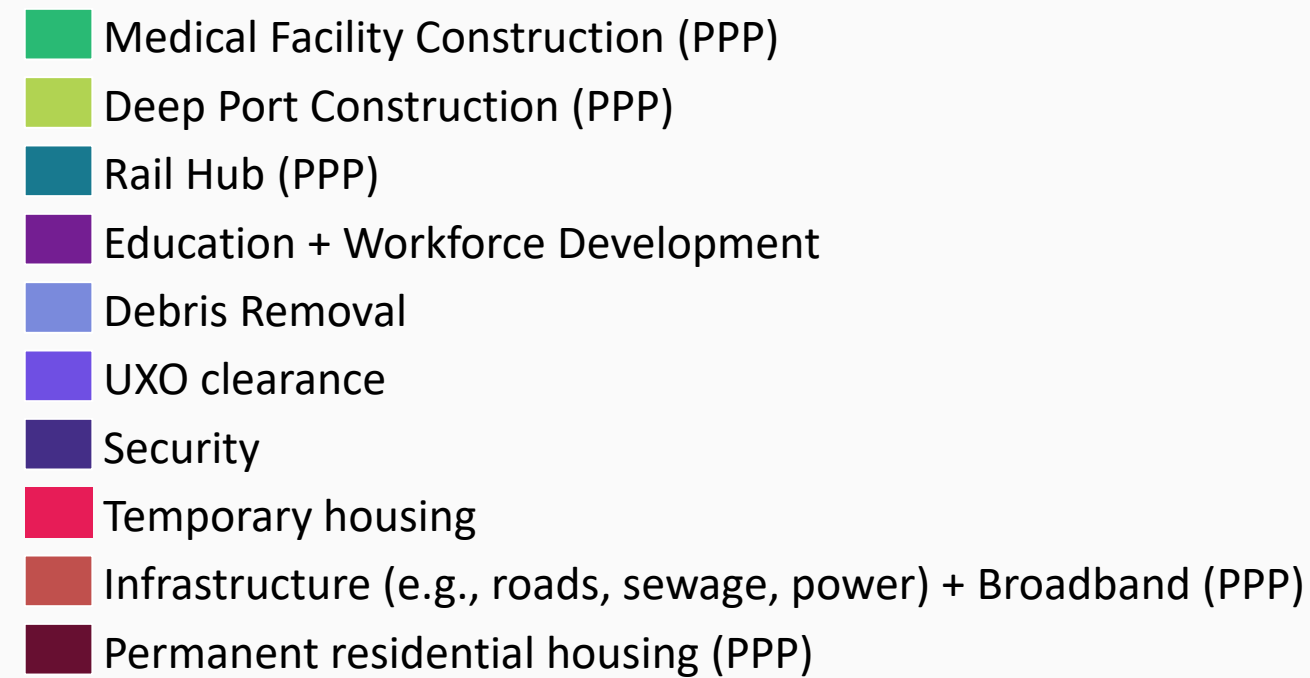 Medical Facility Construction (PPP)
Deep Port Construction (PPP)
Rail Hub (PPP)
Education + Workforce Development
Debris Removal
UXO clearance
Security
Temporary housing
Infrastructure (e.g., roads, sewage, power) + Broadband (PPP)
Permanent residential housing (PPP)